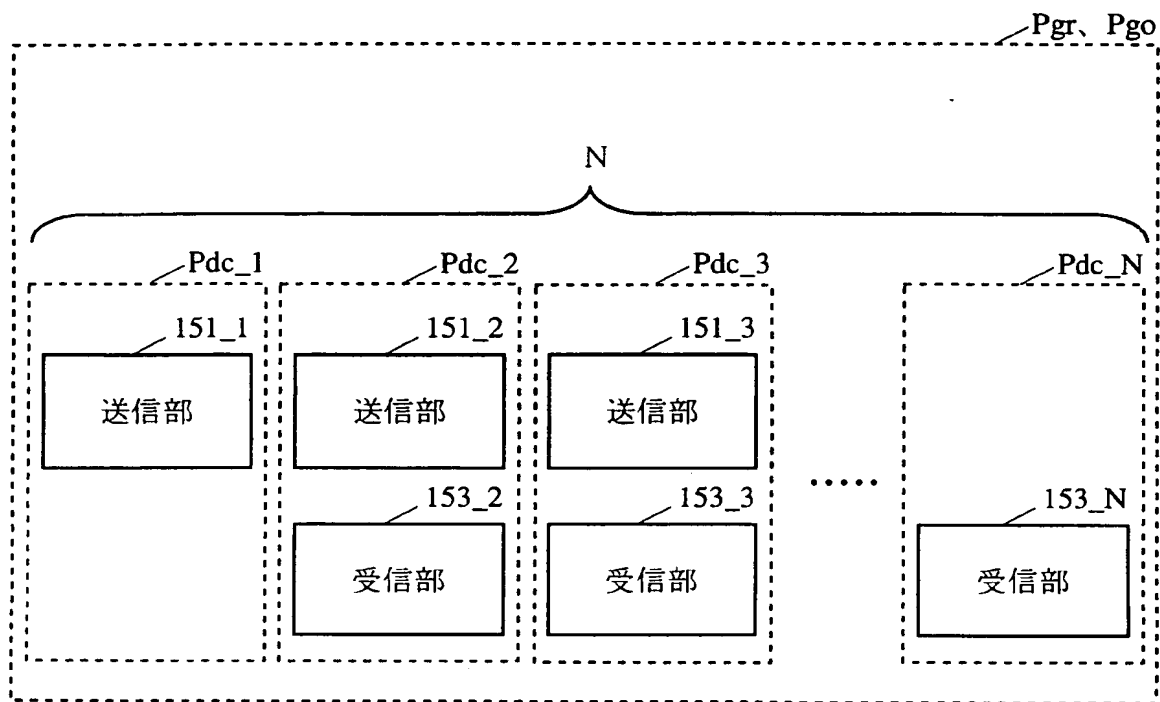 Pgr、Pgo
N
Pdc_1 Pdc_2 Pdc_3 Pdc_N
151_1 151_2 151_3
送信部 送信部 送信部
.....
153_2 153_3 153_N
受信部 受信部 受信部